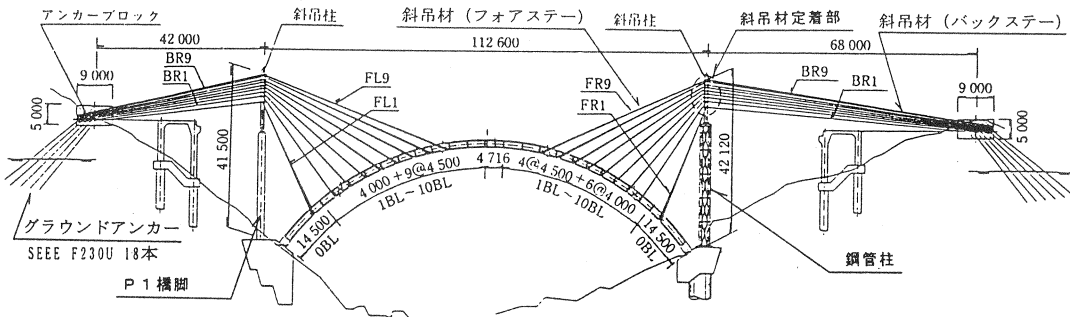 アンカーブロック
斜吊柱
斜吊材（フォアステー）
斜吊柱
斜吊材定着部
斜吊材（バックステー）
42 000
112 600
68 000
9 000
BR9
BR1
FL9
FL1
FR9
FR1
BR9
BR1
9 000
5 000
41 500
42 120
5 000
14 500
4 000＋9@4 500
4 716
4@4 500＋6@4 000
14 500
0BL
1BL～10BL
1BL～10BL
0BL
グラウンドアンカー
SEEE F230U 18本
P1橋脚
鋼管柱